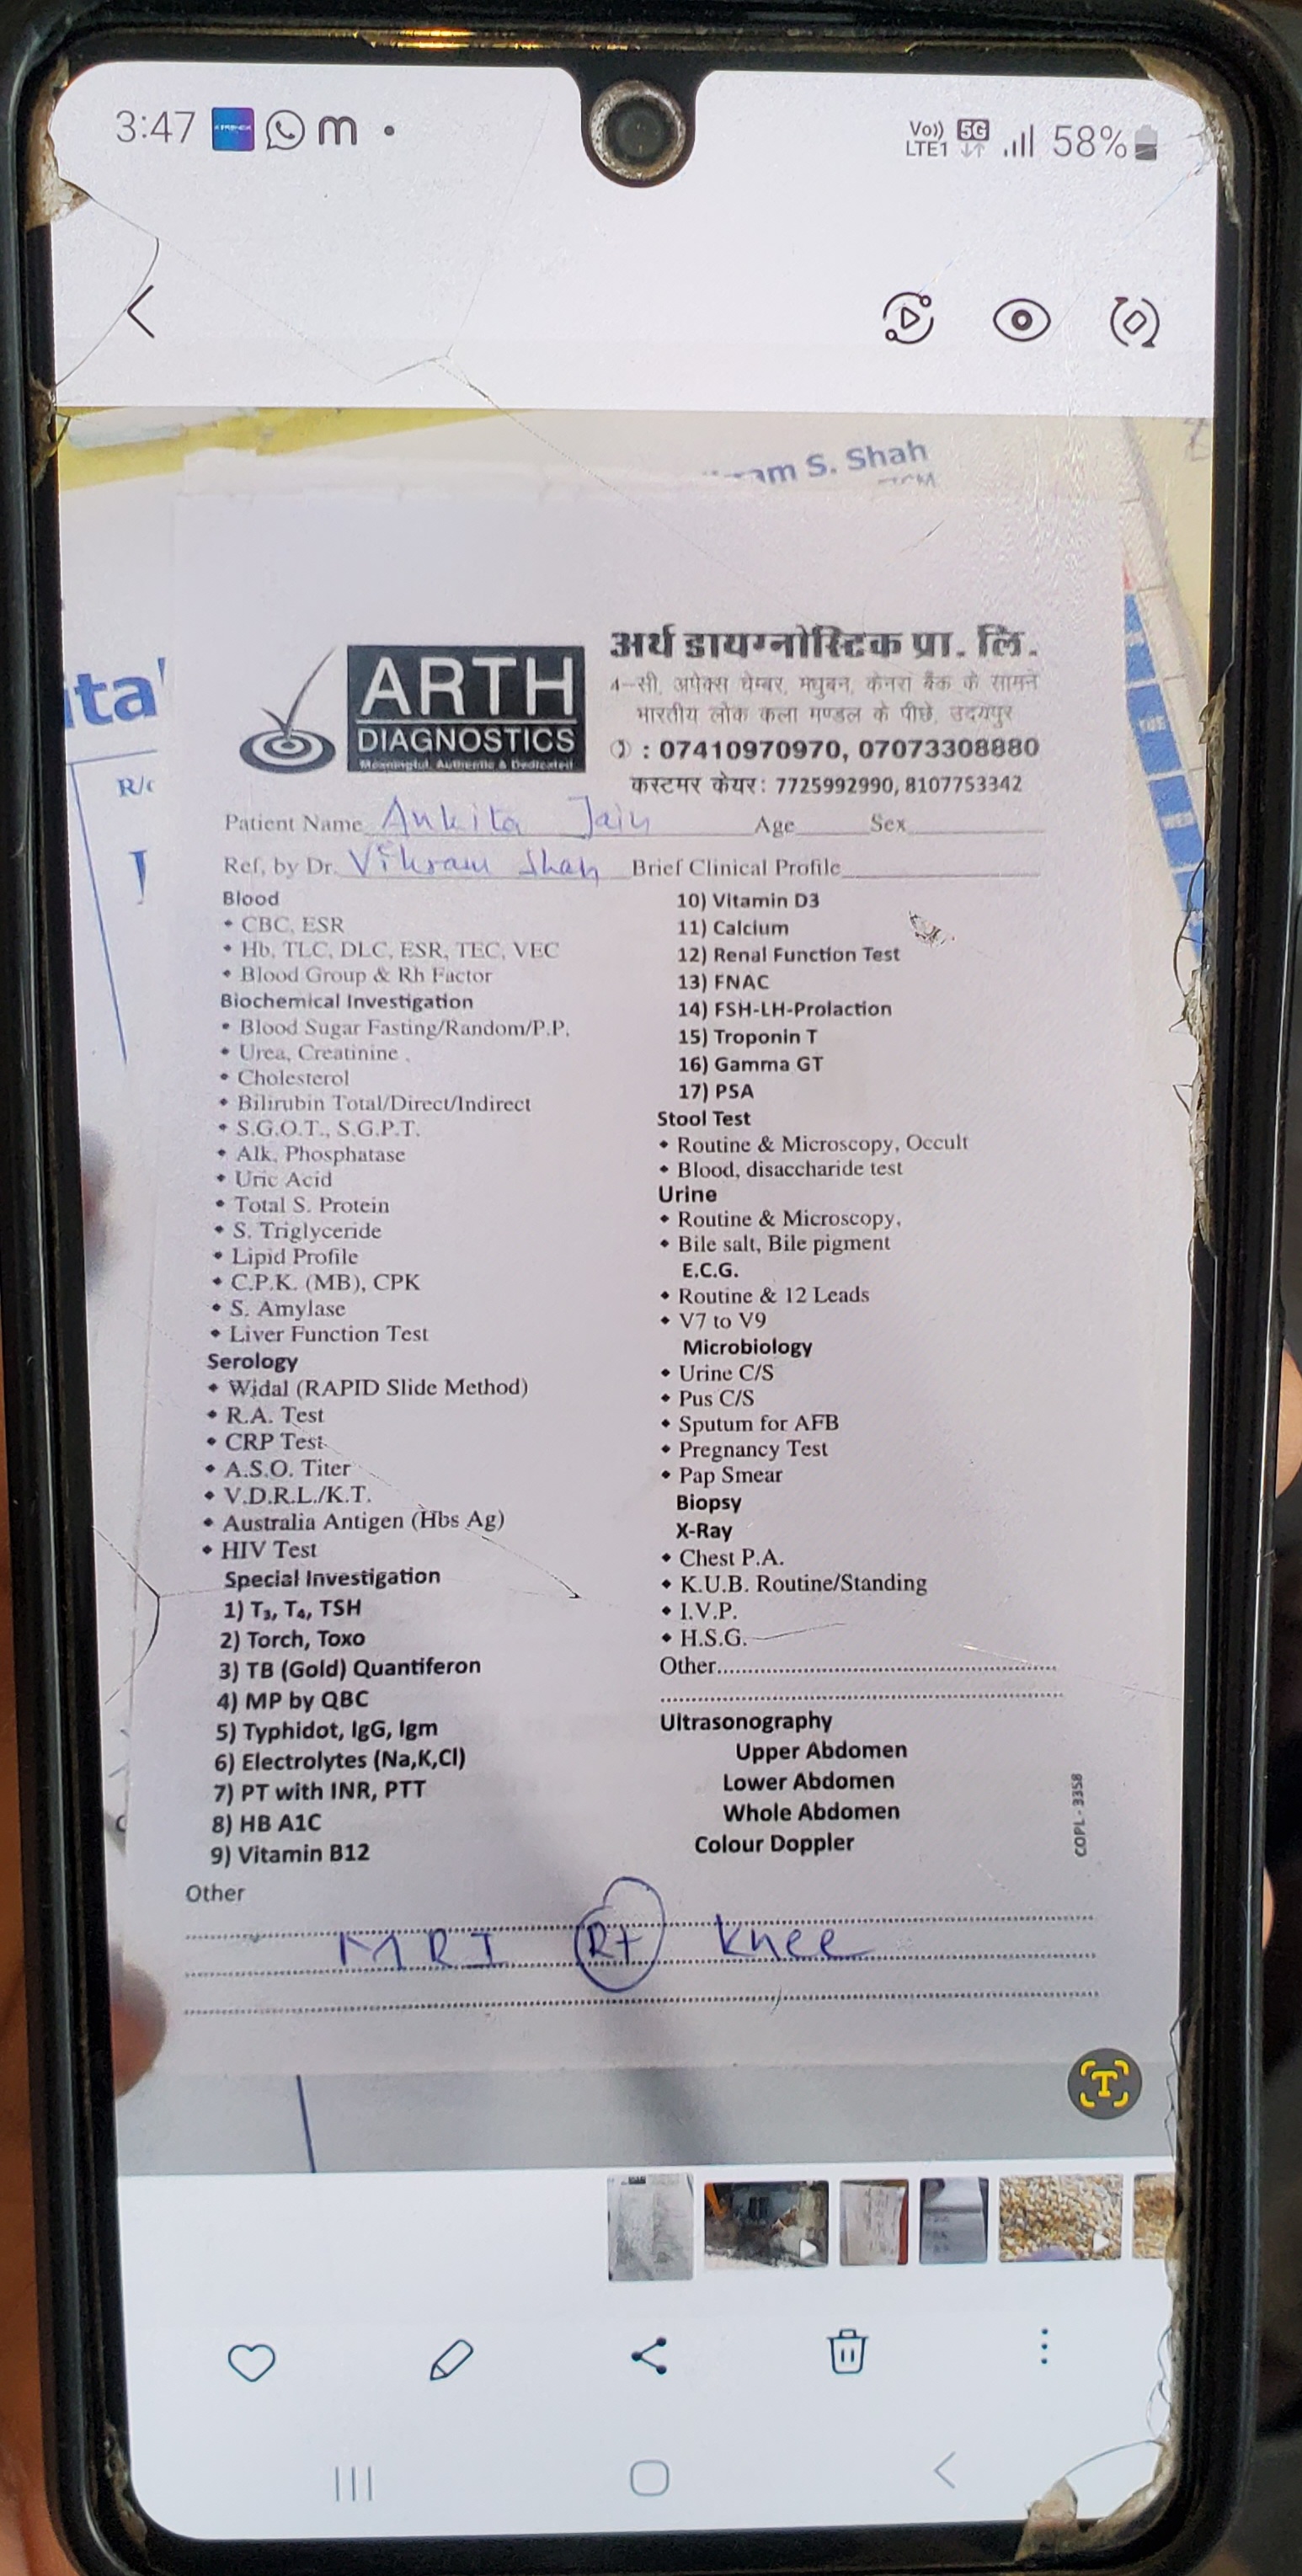 3:47 m • Vo)) LTE1 5G 58%
am S. Shah
ita'
R/c
ARTH
DIAGNOSTICS
Meaningful, Authentic & Dedicated
अर्थ डायग्नोस्टिक प्रा. लि.
4-सी, अपेक्स चेम्बर, मधुबन, केनरा बैंक के सामने
भारतीय लोक कला मण्डल के पीछे, उदयपुर
: 07410970970, 07073308880
कस्टमर केयर: 7725992990, 8107753342
Patient Name Ankita Jain Age Sex
Ref, by Dr. Vikram Shah Brief Clinical Profile
Blood
• CBC, ESR
• Hb, TLC, DLC, ESR, TEC, VEC
• Blood Group & Rh Factor
Biochemical Investigation
• Blood Sugar Fasting/Random/P.P.
• Urea, Creatinine .
• Cholesterol
• Bilirubin Total/Direct/Indirect
• S.G.O.T., S.G.P.T.
• Alk. Phosphatase
• Uric Acid
• Total S. Protein
• S. Triglyceride
• Lipid Profile
• C.P.K. (MB), CPK
• S. Amylase
• Liver Function Test
Serology
• Widal (RAPID Slide Method)
• R.A. Test
• CRP Test
• A.S.O. Titer
• V.D.R.L./K.T.
• Australia Antigen (Hbs Ag)
• HIV Test
Special Investigation
1) T₃, T₄, TSH
2) Torch, Toxo
3) TB (Gold) Quantiferon
4) MP by QBC
5) Typhidot, IgG, Igm
6) Electrolytes (Na,K,Cl)
7) PT with INR, PTT
8) HB A1C
9) Vitamin B12
10) Vitamin D3
11) Calcium
12) Renal Function Test
13) FNAC
14) FSH-LH-Prolaction
15) Troponin T
16) Gamma GT
17) PSA
Stool Test
• Routine & Microscopy, Occult
• Blood, disaccharide test
Urine
• Routine & Microscopy,
• Bile salt, Bile pigment
E.C.G.
• Routine & 12 Leads
• V7 to V9
Microbiology
• Urine C/S
• Pus C/S
• Sputum for AFB
• Pregnancy Test
• Pap Smear
Biopsy
X-Ray
• Chest P.A.
• K.U.B. Routine/Standing
• I.V.P.
• H.S.G.
Other
Ultrasonography
Upper Abdomen
Lower Abdomen
Whole Abdomen
Colour Doppler
COPL - 3358
Other
MRI Rt knee
T